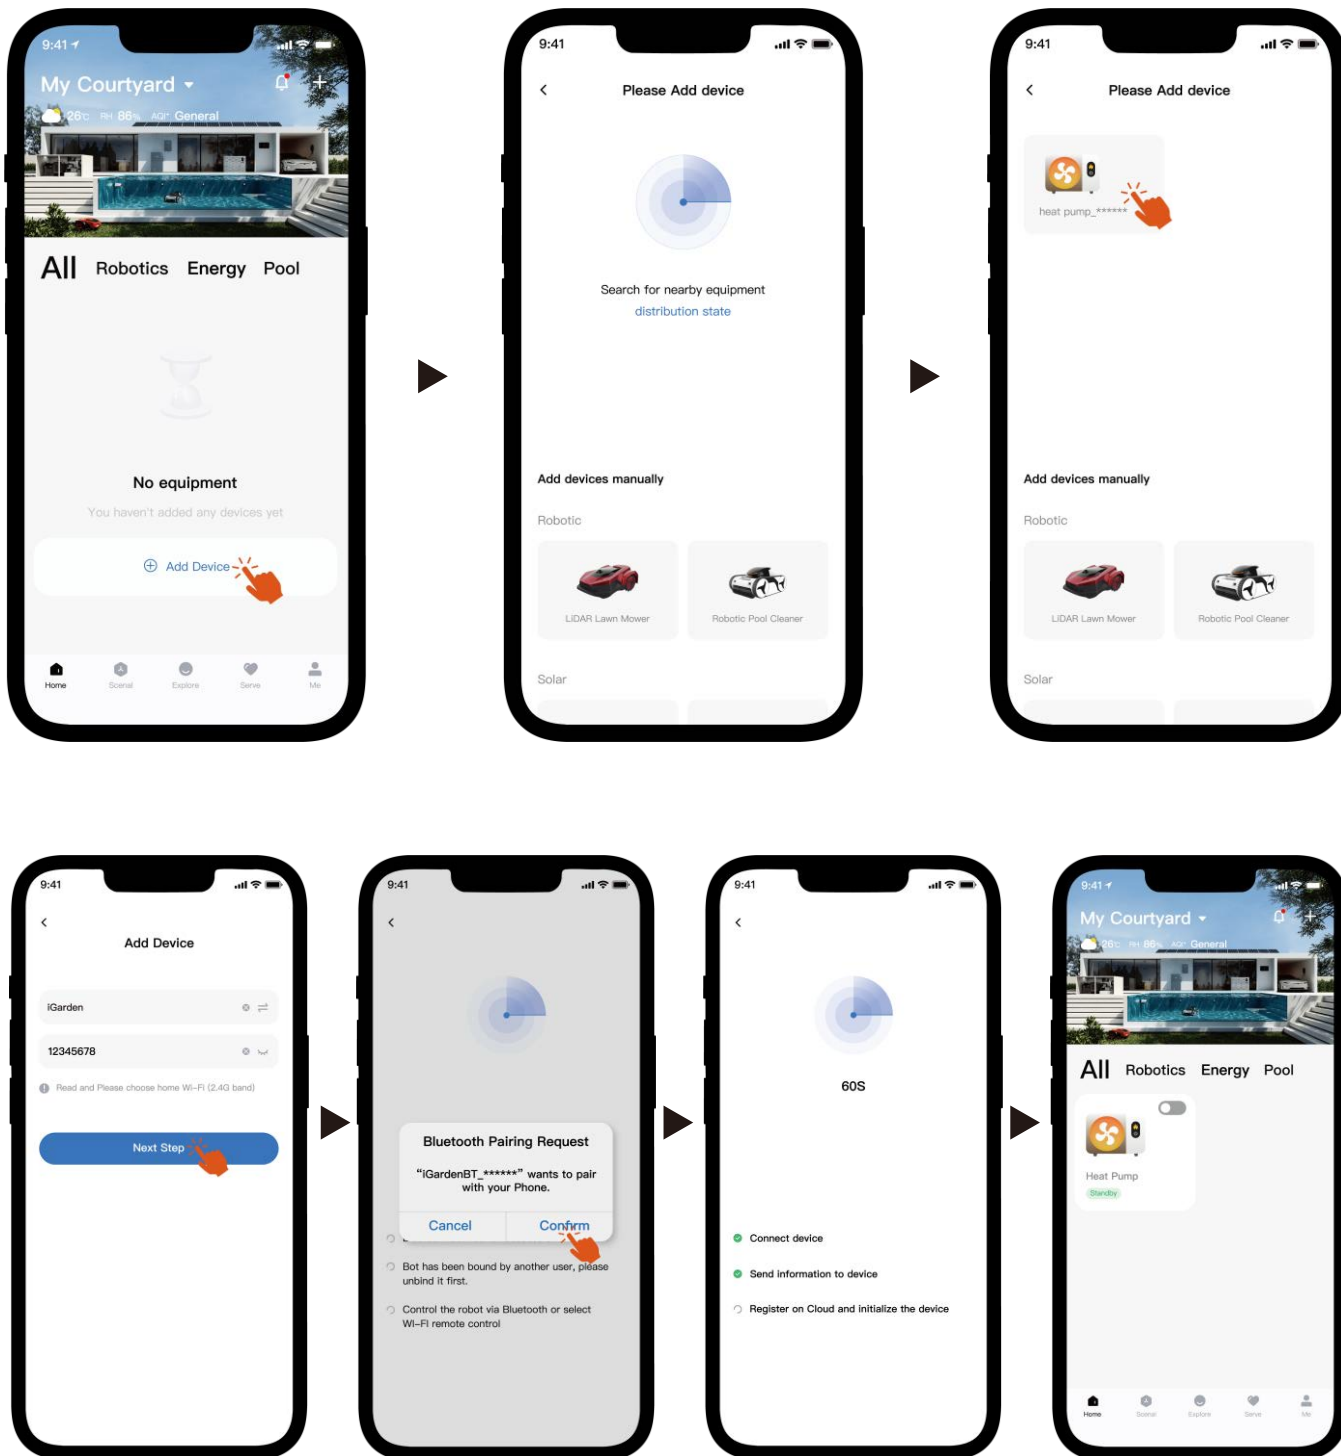 9:41
My Courtyard
26°C RH 86% AQI: General
All Robotics Energy Pool
No equipment
You haven't added any devices yet
Add Device
Home Scenal Explore Serve Me
9:41
Please Add device
Search for nearby equipment
distribution state
Add devices manually
Robotic
LiDAR Lawn Mower Robotic Pool Cleaner
Solar
9:41
Please Add device
heat pump_******
Add devices manually
Robotic
LiDAR Lawn Mower Robotic Pool Cleaner
Solar
9:41
Add Device
iGarden
12345678
Read and Please choose home Wi-Fi (2.4G band)
Next Step
9:41
Bluetooth Pairing Request
“iGardenBT_******” wants to pair
with your Phone.
Cancel Confirm
Bot has been bound by another user, please
unbind it first.
Control the robot via Bluetooth or select
WI-FI remote control
9:41
60S
Connect device
Send information to device
Register on Cloud and initialize the device
9:41
My Courtyard
26°C RH 86% AQI: General
All Robotics Energy Pool
Heat Pump
Standby
Home Scenal Explore Serve Me